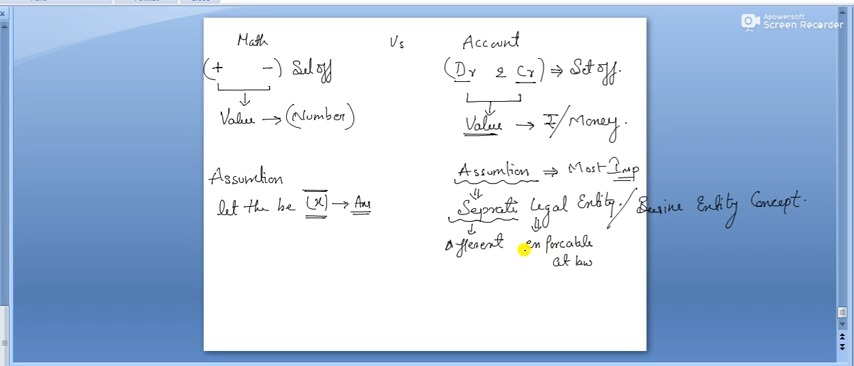 Apowersoft
Screen Recorder
Math Vs Account
(+ -) Set off (Dr & Cr) ⇒ Set off.
Value → (Number) Value → ₹/Money.
Assumtion Assumtion ⇒ Most Imp
let the be (x) → Ans Seprate Legal Entity / Busine Entity Concept.
different enforcable
at law